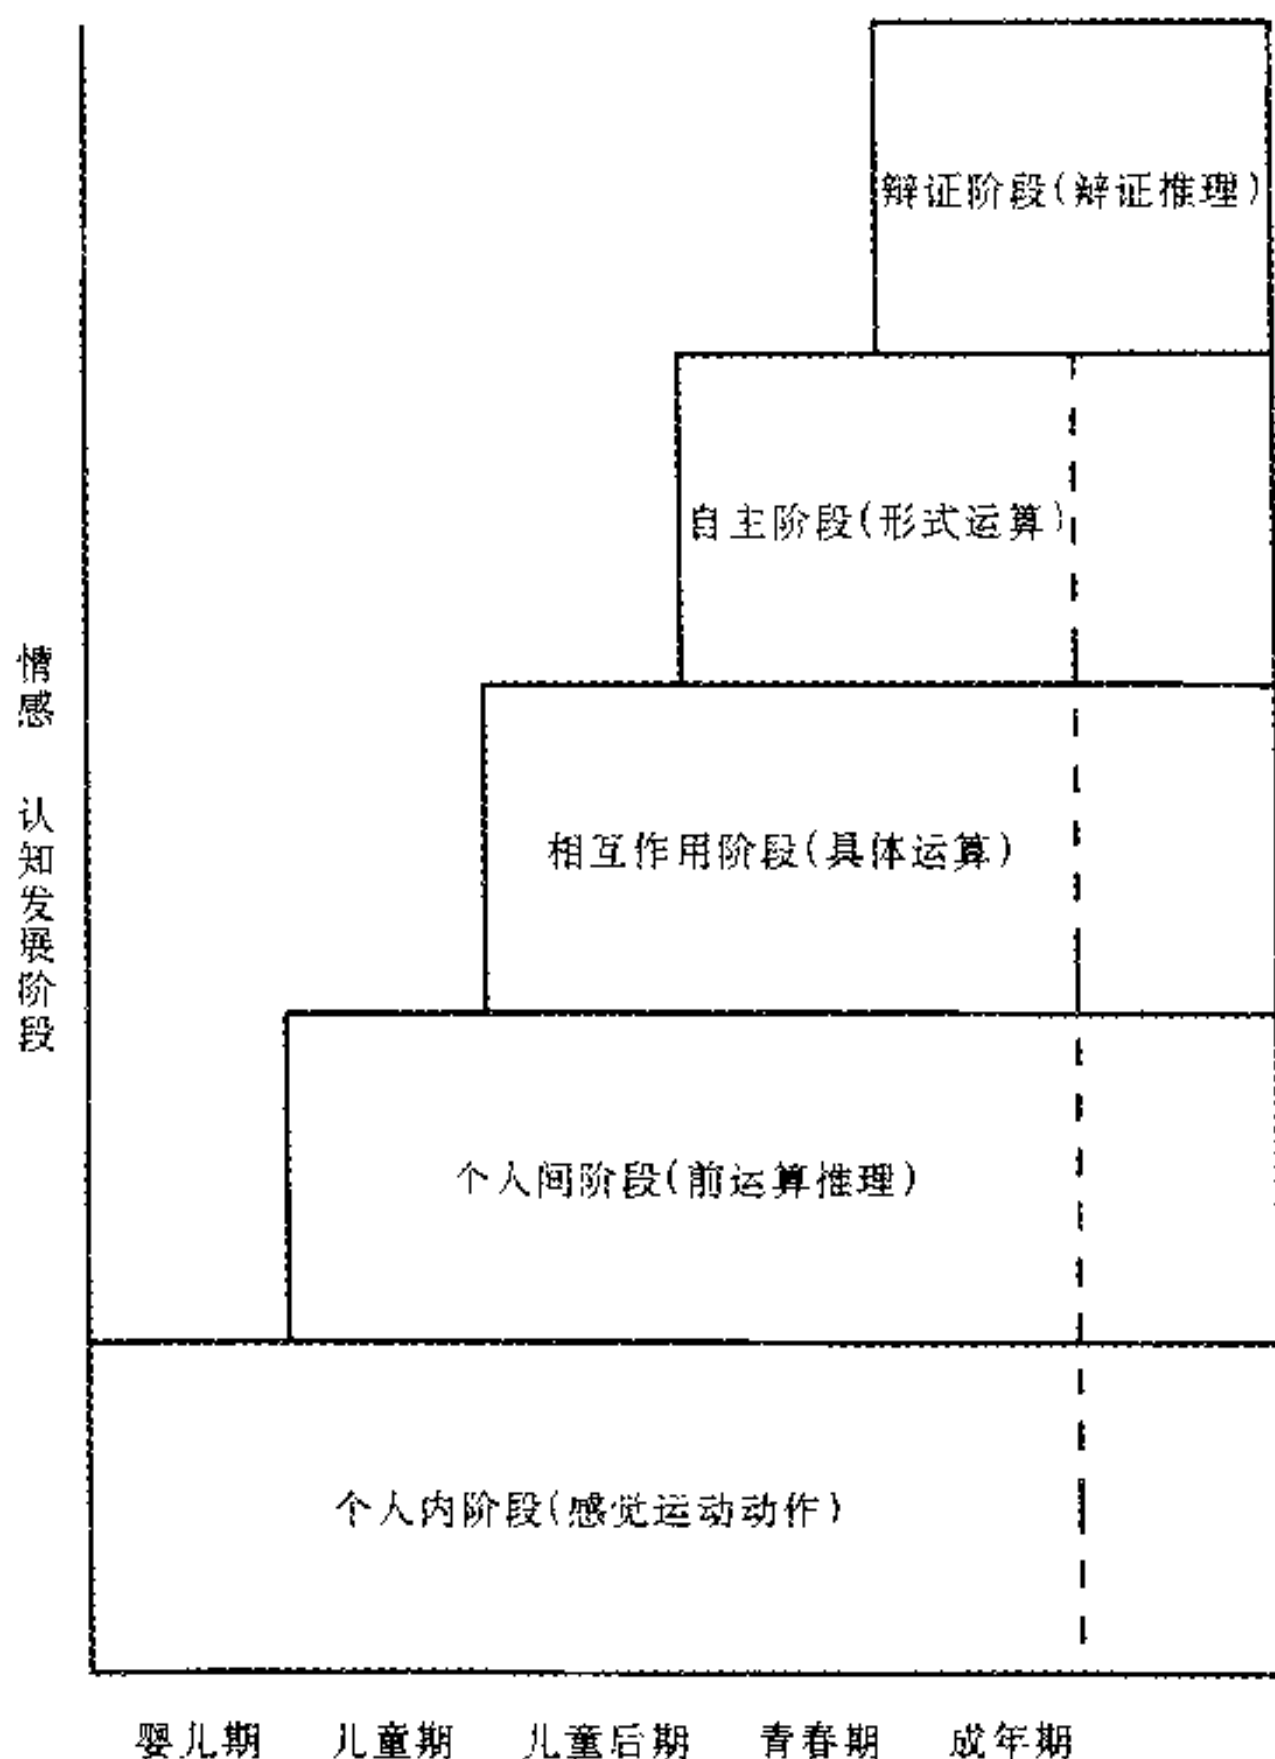 辩证阶段(辩证推理)
自主阶段(形式运算)
相互作用阶段(具体运算)
个人间阶段(前运算推理)
个人内阶段(感觉运动动作)
情感 认知发展阶段
婴儿期 儿童期 儿童后期 青春期 成年期